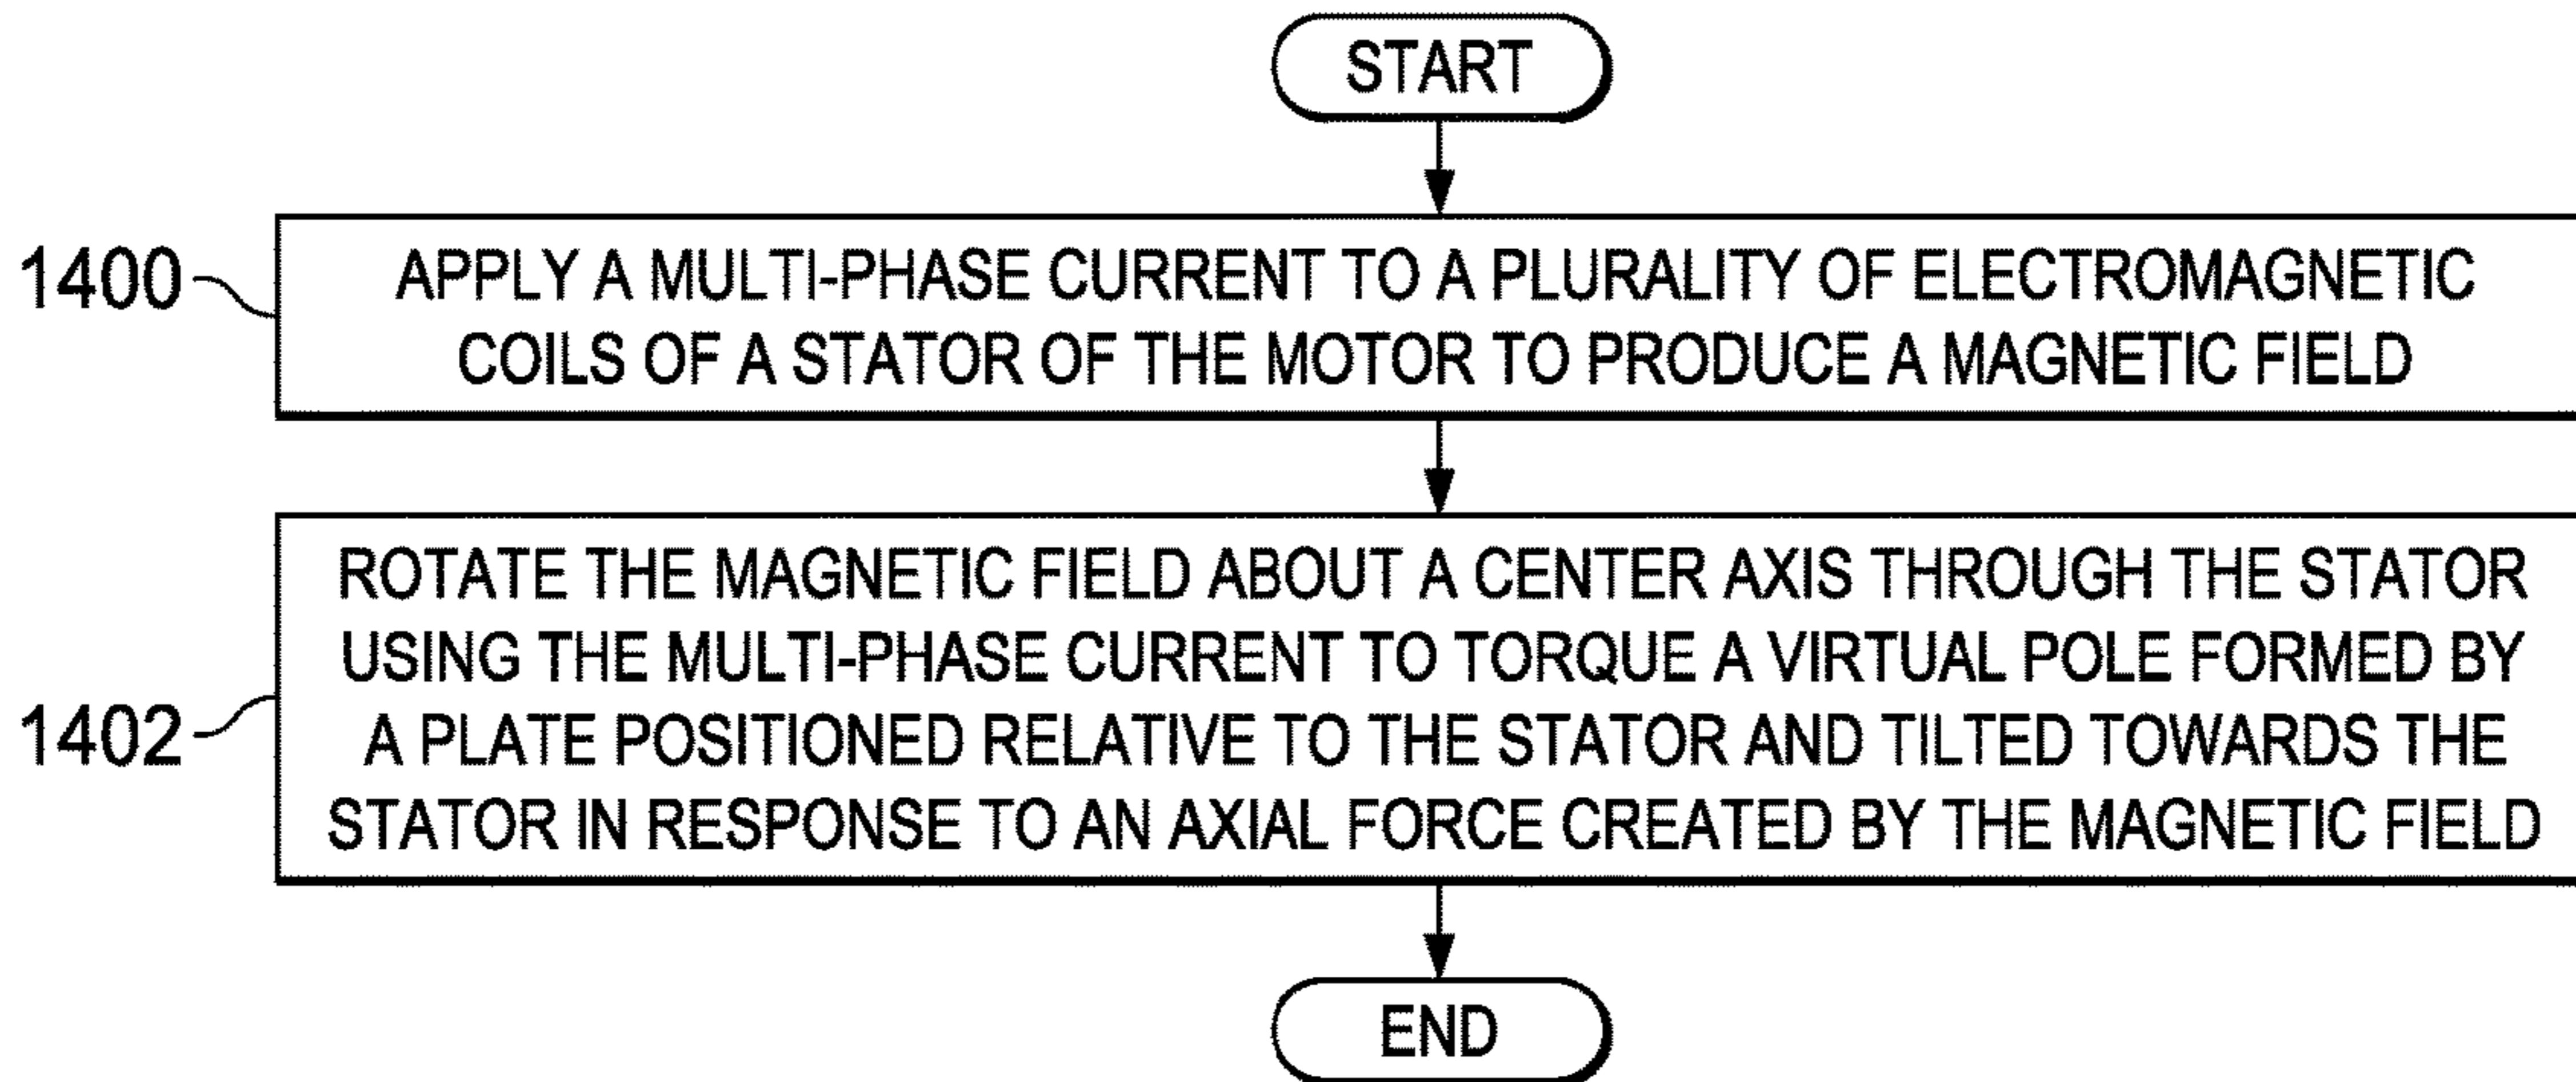 START
1400
APPLY A MULTI-PHASE CURRENT TO A PLURALITY OF ELECTROMAGNETIC
COILS OF A STATOR OF THE MOTOR TO PRODUCE A MAGNETIC FIELD
1402
ROTATE THE MAGNETIC FIELD ABOUT A CENTER AXIS THROUGH THE STATOR
USING THE MULTI-PHASE CURRENT TO TORQUE A VIRTUAL POLE FORMED BY
A PLATE POSITIONED RELATIVE TO THE STATOR AND TILTED TOWARDS THE
STATOR IN RESPONSE TO AN AXIAL FORCE CREATED BY THE MAGNETIC FIELD
END